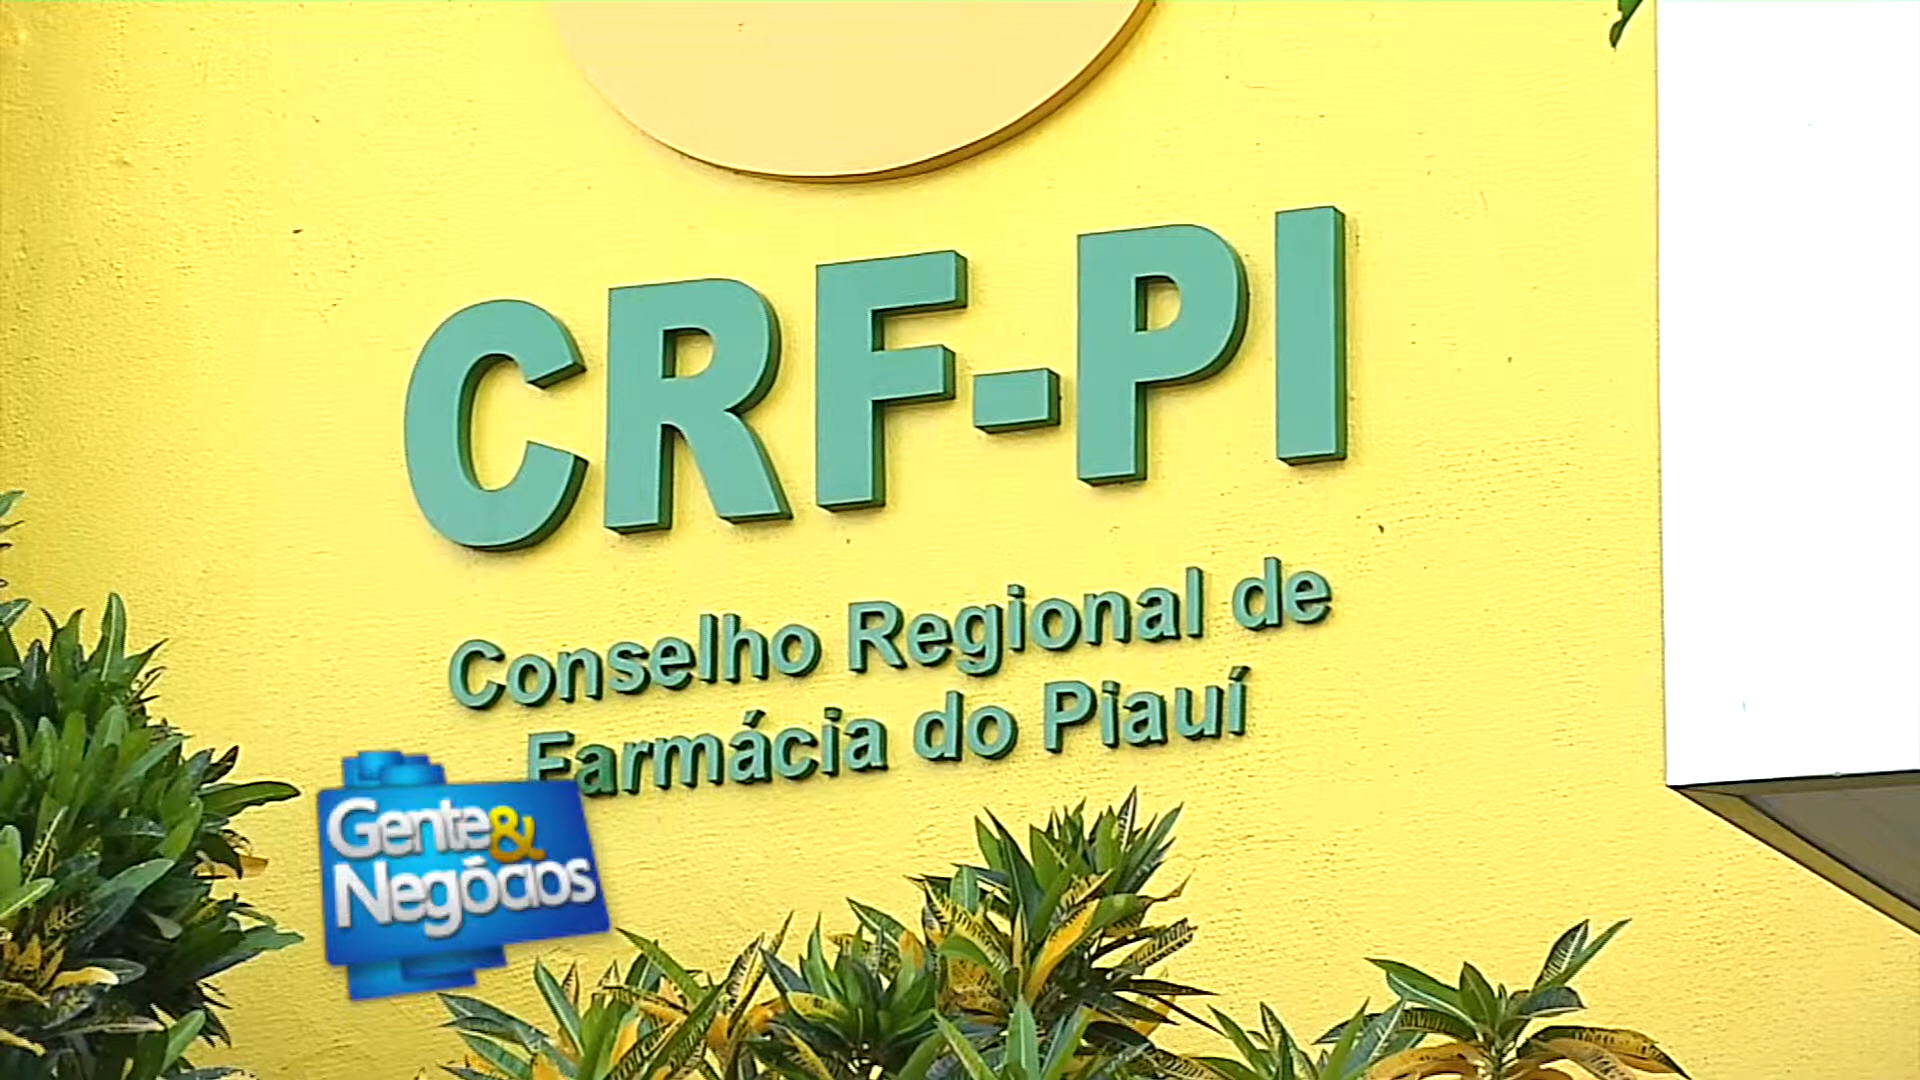 CRF-PI
Conselho Regional de
Farmácia do Piauí
Gente&
Negócios